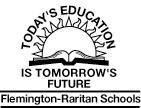 TODAY'S EDUCATION
IS TOMORROW'S
FUTURE
Flemington-Raritan Schools